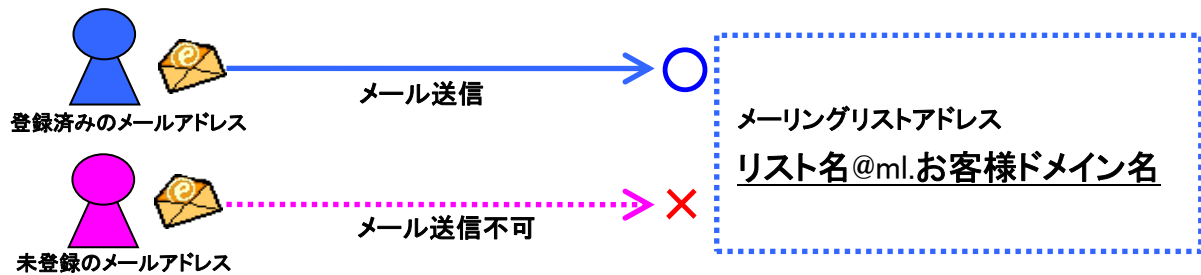 メール送信
登録済みのメールアドレス
メーリングリストアドレス
リスト名@ml.お客様ドメイン名
メール送信不可
未登録のメールアドレス